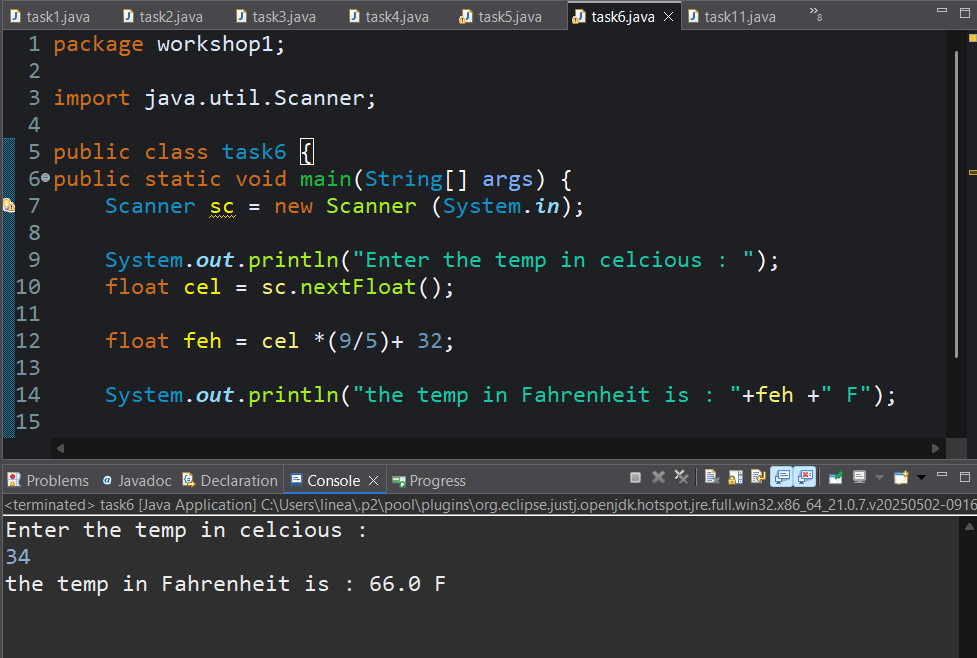 task1.java task2.java task3.java task4.java task5.java task6.java task11.java »8
1 package workshop1;
2
3 import java.util.Scanner;
4
5 public class task6 {
6 public static void main(String[] args) {
7 Scanner sc = new Scanner (System.in);
8
9 System.out.println("Enter the temp in celcious : ");
10 float cel = sc.nextFloat();
11
12 float feh = cel *(9/5)+ 32;
13
14 System.out.println("the temp in Fahrenheit is : "+feh +" F");
15
Problems @ Javadoc Declaration Console Progress
<terminated> task6 [Java Application] C:\Users\linea\.p2\pool\plugins\org.eclipse.justj.openjdk.hotspot.jre.full.win32.x86_64_21.0.7.v20250502-0916
Enter the temp in celcious :
34
the temp in Fahrenheit is : 66.0 F